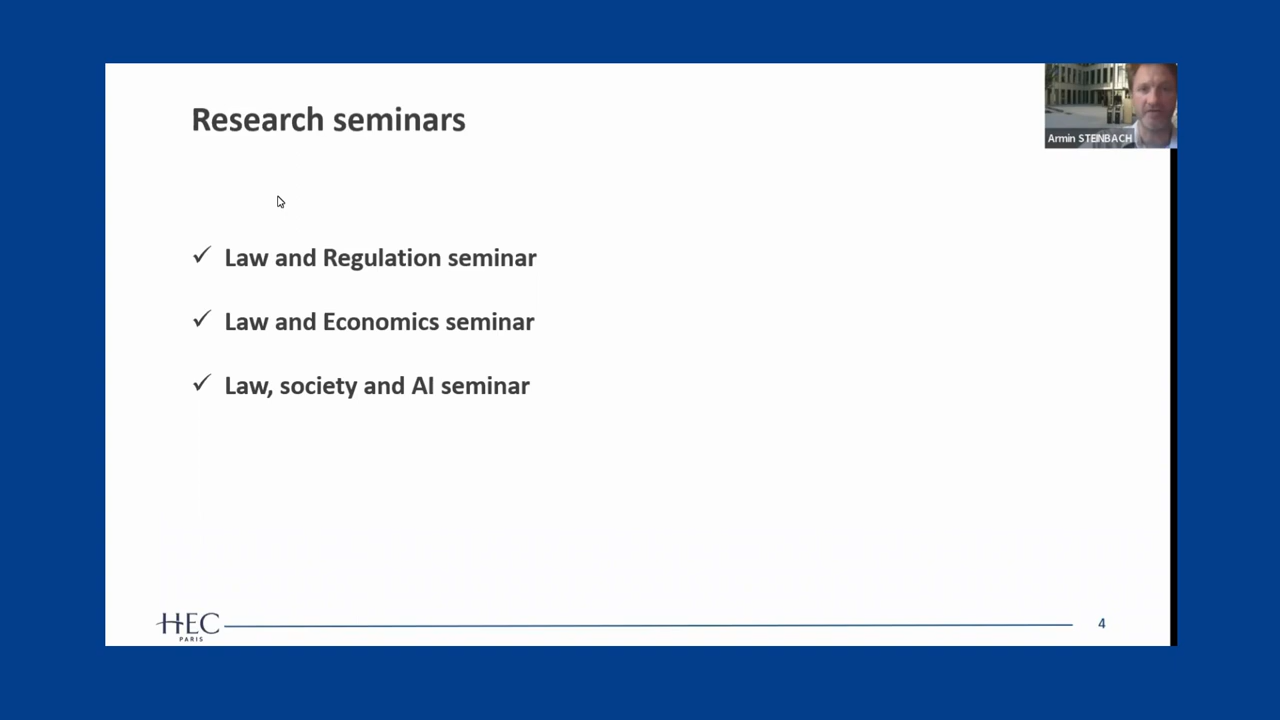 Research seminars
Armin STEINBACH
✓ Law and Regulation seminar
✓ Law and Economics seminar
✓ Law, society and AI seminar
HEC
PARIS
4